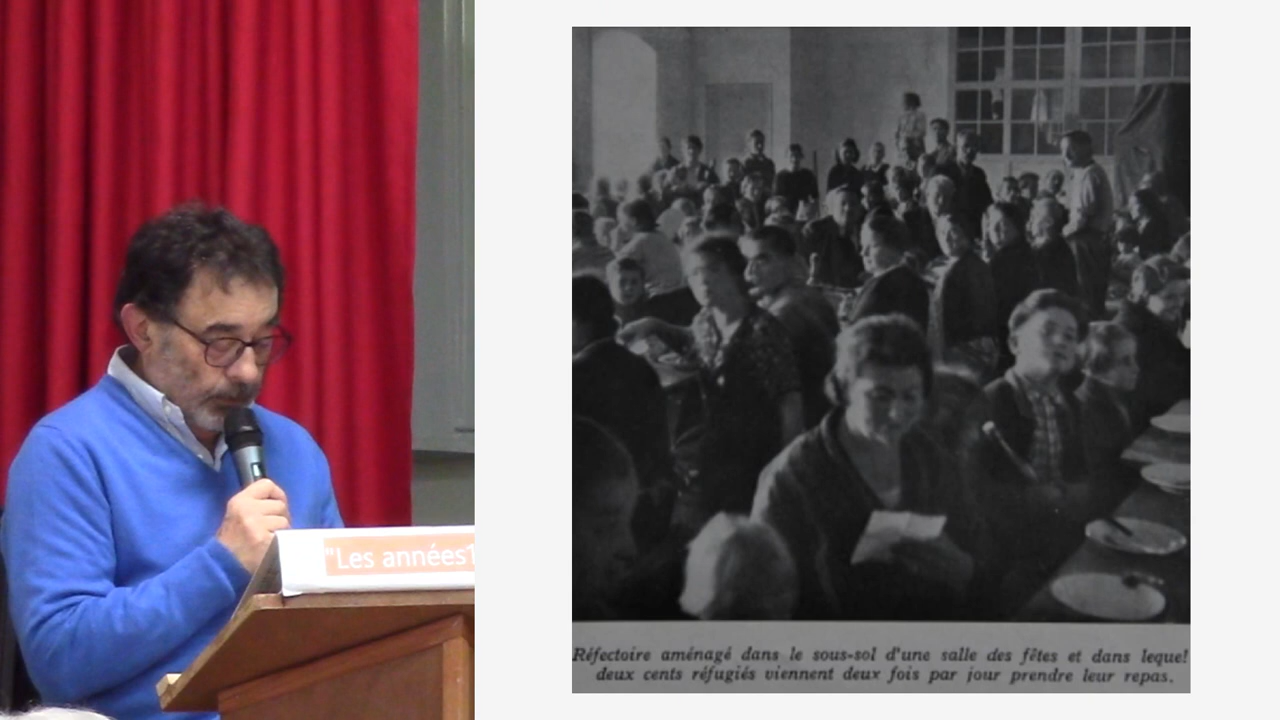 "Les années1
Réfectoire aménagé dans le sous-sol d'une salle des fêtes et dans leque!
deux cents réfugiés viennent deux fois par jour prendre leur repas.